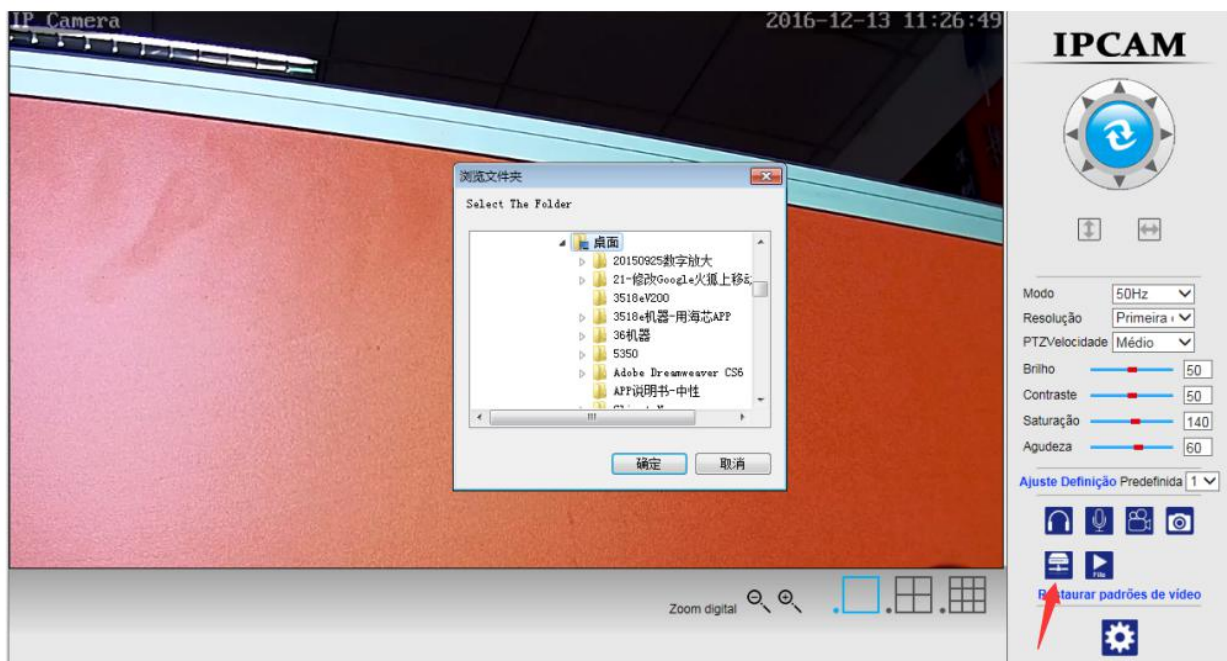 IP Camera
2016-12-13 11:26:49
浏览文件夹
Select The Folder
桌面
20150925数字放大
21-修改Google火狐上移动
3518eV200
3518e机器-用海芯APP
36机器
5350
Adobe Dreamweaver CS6
APP说明书-中性
确定
取消
Zoom digital
IPCAM
Modo 50Hz
Resolução Primeira
PTZVelocidade Médio
Brilho 50
Contraste 50
Saturação 140
Agudeza 60
Ajuste Definição Predefinida 1
File
Restaurar padrões de vídeo